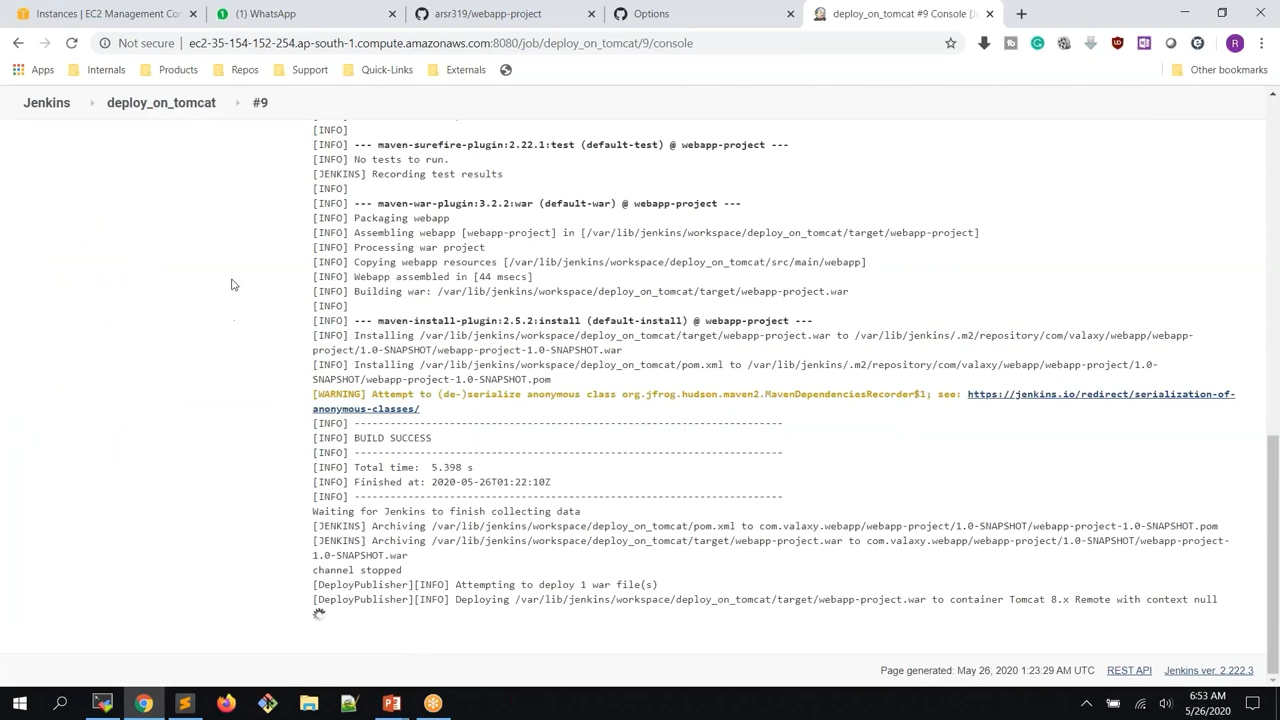 Instances | EC2 Management Con
(1) WhatsApp
arsr319/webapp-project
Options
deploy_on_tomcat #9 Console [J
Not secure | ec2-35-154-152-254.ap-south-1.compute.amazonaws.com:8080/job/deploy_on_tomcat/9/console
Apps Internals Products Repos Support Quick-Links Externals Other bookmarks
Jenkins deploy_on_tomcat #9
[INFO]
[INFO] --- maven-surefire-plugin:2.22.1:test (default-test) @ webapp-project ---
[INFO] No tests to run.
[JENKINS] Recording test results
[INFO]
[INFO] --- maven-war-plugin:3.2.2:war (default-war) @ webapp-project ---
[INFO] Packaging webapp
[INFO] Assembling webapp [webapp-project] in [/var/lib/jenkins/workspace/deploy_on_tomcat/target/webapp-project]
[INFO] Processing war project
[INFO] Copying webapp resources [/var/lib/jenkins/workspace/deploy_on_tomcat/src/main/webapp]
[INFO] Webapp assembled in [44 msecs]
[INFO] Building war: /var/lib/jenkins/workspace/deploy_on_tomcat/target/webapp-project.war
[INFO]
[INFO] --- maven-install-plugin:2.5.2:install (default-install) @ webapp-project ---
[INFO] Installing /var/lib/jenkins/workspace/deploy_on_tomcat/target/webapp-project.war to /var/lib/jenkins/.m2/repository/com/valaxy/webapp/webapp-
project/1.0-SNAPSHOT/webapp-project-1.0-SNAPSHOT.war
[INFO] Installing /var/lib/jenkins/workspace/deploy_on_tomcat/pom.xml to /var/lib/jenkins/.m2/repository/com/valaxy/webapp/webapp-project/1.0-
SNAPSHOT/webapp-project-1.0-SNAPSHOT.pom
[WARNING] Attempt to (de-)serialize anonymous class org.jfrog.hudson.maven2.MavenDependenciesRecorder$1; see: https://jenkins.io/redirect/serialization-of-
anonymous-classes/
[INFO] ------------------------------------------------------------------------
[INFO] BUILD SUCCESS
[INFO] ------------------------------------------------------------------------
[INFO] Total time:  5.398 s
[INFO] Finished at: 2020-05-26T01:22:10Z
[INFO] ------------------------------------------------------------------------
Waiting for Jenkins to finish collecting data
[JENKINS] Archiving /var/lib/jenkins/workspace/deploy_on_tomcat/pom.xml to com.valaxy.webapp/webapp-project/1.0-SNAPSHOT/webapp-project-1.0-SNAPSHOT.pom
[JENKINS] Archiving /var/lib/jenkins/workspace/deploy_on_tomcat/target/webapp-project.war to com.valaxy.webapp/webapp-project/1.0-SNAPSHOT/webapp-project-
1.0-SNAPSHOT.war
channel stopped
[DeployPublisher][INFO] Attempting to deploy 1 war file(s)
[DeployPublisher][INFO] Deploying /var/lib/jenkins/workspace/deploy_on_tomcat/target/webapp-project.war to container Tomcat 8.x Remote with context null
Page generated: May 26, 2020 1:23:29 AM UTC REST API Jenkins ver. 2.222.3
6:53 AM
5/26/2020